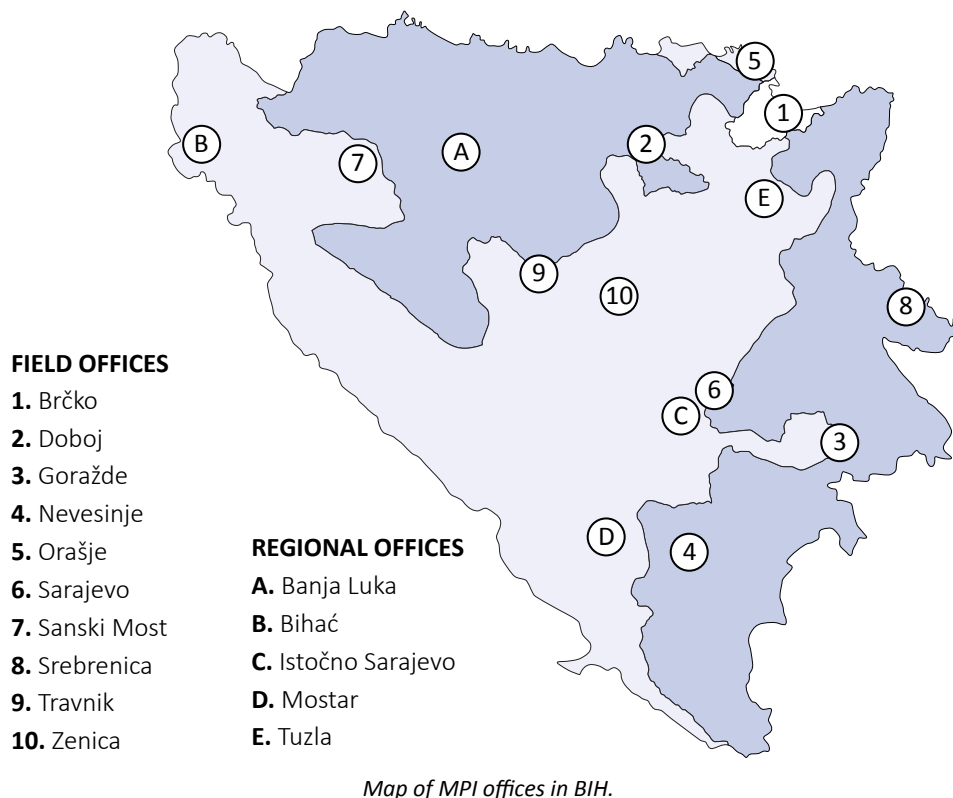 5
1
B
A
2
7
E
9
10
8
6
C
3
D
4
FIELD OFFICES
1. Brčko
2. Doboj
3. Goražde
4. Nevesinje
5. Orašje
6. Sarajevo
7. Sanski Most
8. Srebrenica
9. Travnik
10. Zenica
REGIONAL OFFICES
A. Banja Luka
B. Bihać
C. Istočno Sarajevo
D. Mostar
E. Tuzla
Map of MPI offices in BIH.